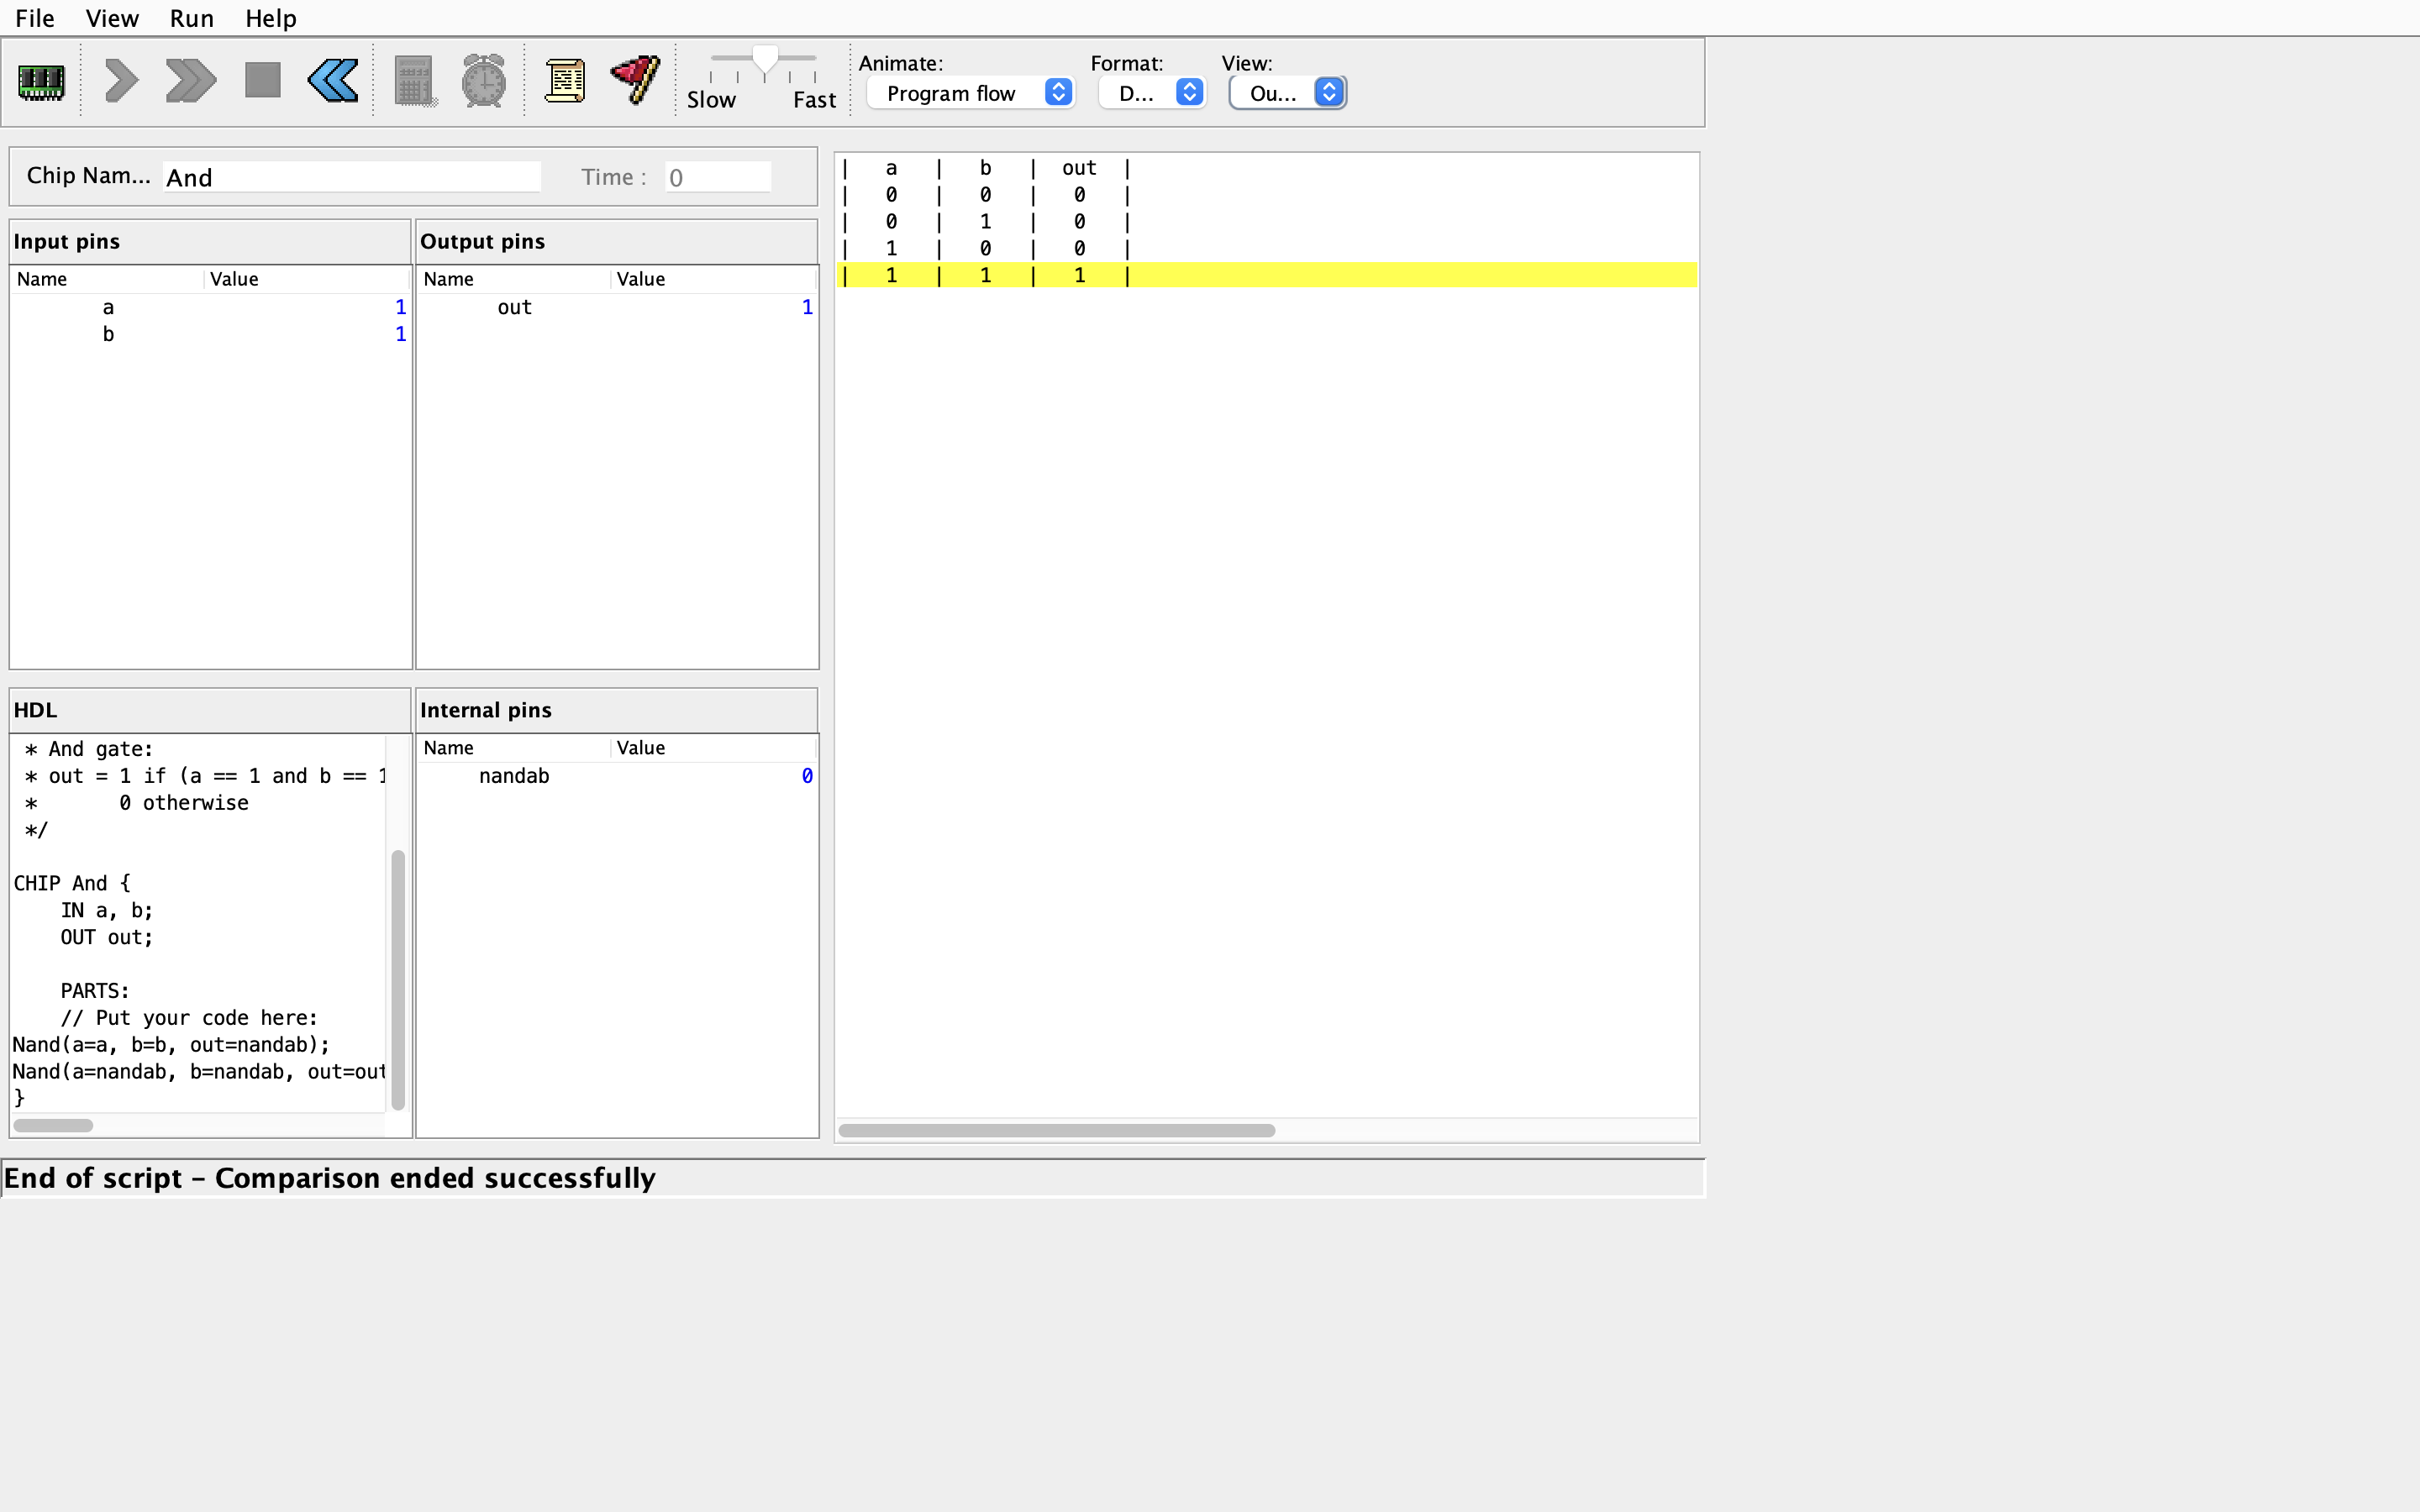 File View Run Help
Slow Fast
Animate: Format: View:
Program flow D... Ou...
Chip Nam... And Time : 0
Input pins
Name Value
a 1
b 1
Output pins
Name Value
out 1
HDL
* And gate:
* out = 1 if (a == 1 and b == 1
* 0 otherwise
*/
CHIP And {
IN a, b;
OUT out;
PARTS:
// Put your code here:
Nand(a=a, b=b, out=nandab);
Nand(a=nandab, b=nandab, out=out
}
Internal pins
Name Value
nandab 0
| a | b | out |
| 0 | 0 | 0 |
| 0 | 1 | 0 |
| 1 | 0 | 0 |
| 1 | 1 | 1 |
End of script – Comparison ended successfully